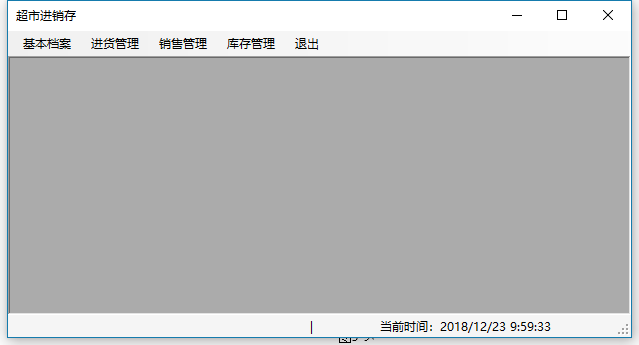 超市进销存
基本档案 进货管理 销售管理 库存管理 退出
| 当前时间：2018/12/23 9:59:33